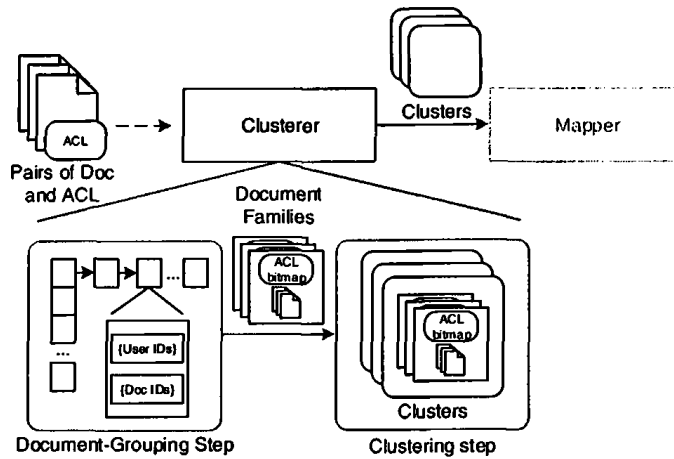 ACL
Pairs of Doc
and ACL
Clusterer
Clusters
Mapper
Document
Families
ACL
bitmap
...
...
{User IDs}
{Doc IDs}
Document-Grouping Step
ACL
bitmap
Clusters
Clustering step